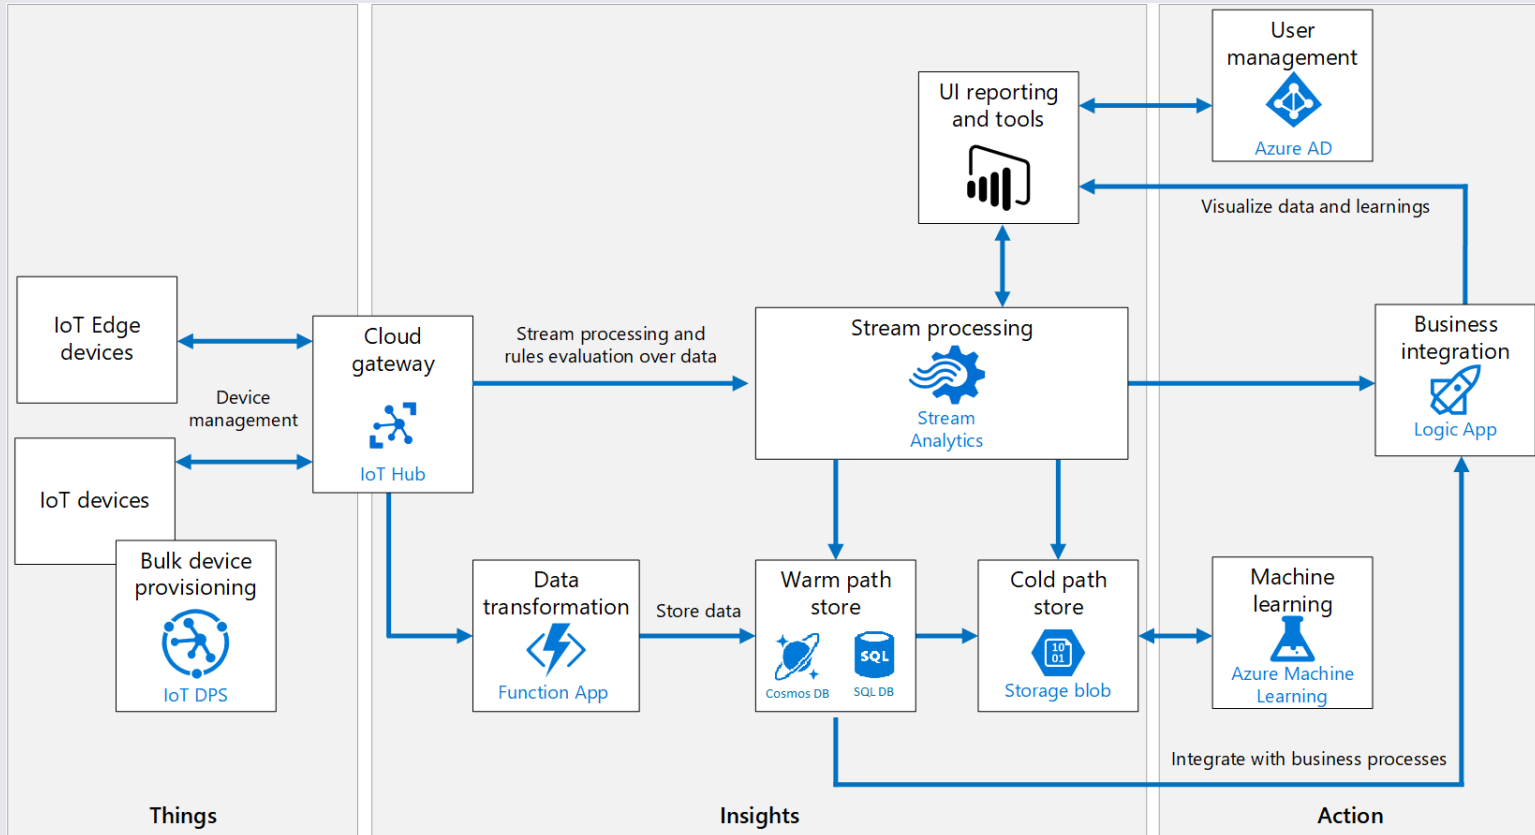 User
management
Azure AD
UI reporting
and tools
Visualize data and learnings
IoT Edge
devices
Device
management
IoT devices
Bulk device
provisioning
IoT DPS
Cloud
gateway
IoT Hub
Stream processing and
rules evaluation over data
Stream processing
Stream
Analytics
Business
integration
Logic App
Data
transformation
Function App
Store data
Warm path
store
Cosmos DB
SQL
SQL DB
Cold path
store
10
01
Storage blob
Machine
learning
Azure Machine
Learning
Integrate with business processes
Things
Insights
Action